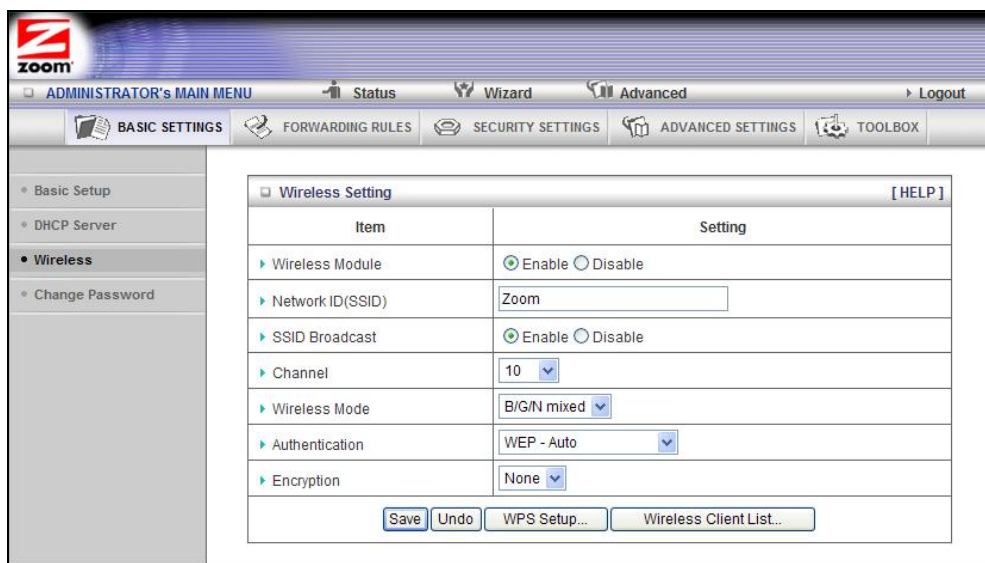 zoom
ADMINISTRATOR's MAIN MENU Status Wizard Advanced Logout
BASIC SETTINGS FORWARDING RULES SECURITY SETTINGS ADVANCED SETTINGS TOOLBOX
Basic Setup
DHCP Server
Wireless
Change Password
Wireless Setting [ HELP ]
Item Setting
Wireless Module Enable Disable
Network ID(SSID) Zoom
SSID Broadcast Enable Disable
Channel 10
Wireless Mode B/G/N mixed
Authentication WEP - Auto
Encryption None
Save Undo WPS Setup... Wireless Client List...